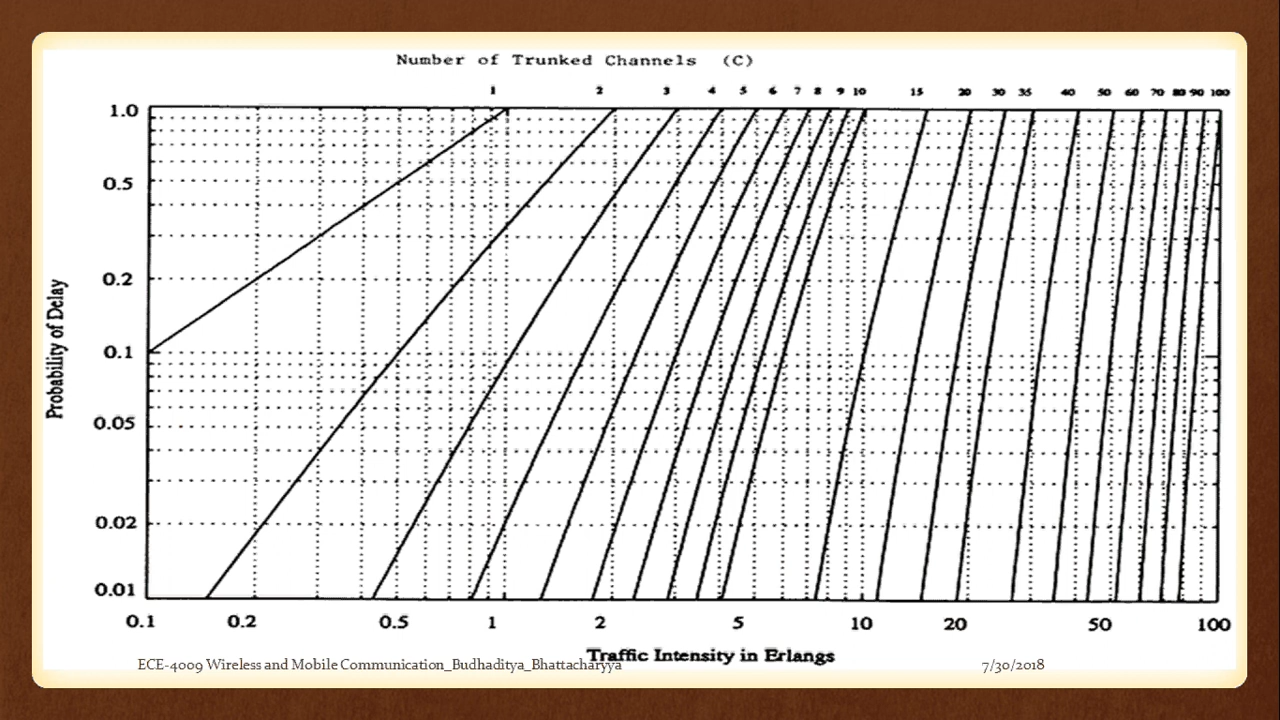 Number of Trunked Channels (C)
1 2 3 4 5 6 7 8 9 10 15 20 30 35 40 50 60 70 80 90 100
1.0
0.5
0.2
0.1
0.05
0.02
0.01
Probability of Delay
0.1 0.2 0.5 1 2 5 10 20 50 100
Traffic Intensity in Erlangs
ECE-4009 Wireless and Mobile Communication_Budhaditya_Bhattacharyya
7/30/2018